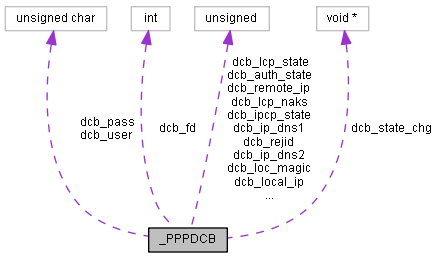 unsigned char
int
unsigned
void *
dcb_pass
dcb_user
dcb_fd
dcb_lcp_state
dcb_auth_state
dcb_remote_ip
dcb_lcp_naks
dcb_ipcp_state
dcb_ip_dns1
dcb_rejid
dcb_ip_dns2
dcb_loc_magic
dcb_local_ip
...
dcb_state_chg
_PPPDCB